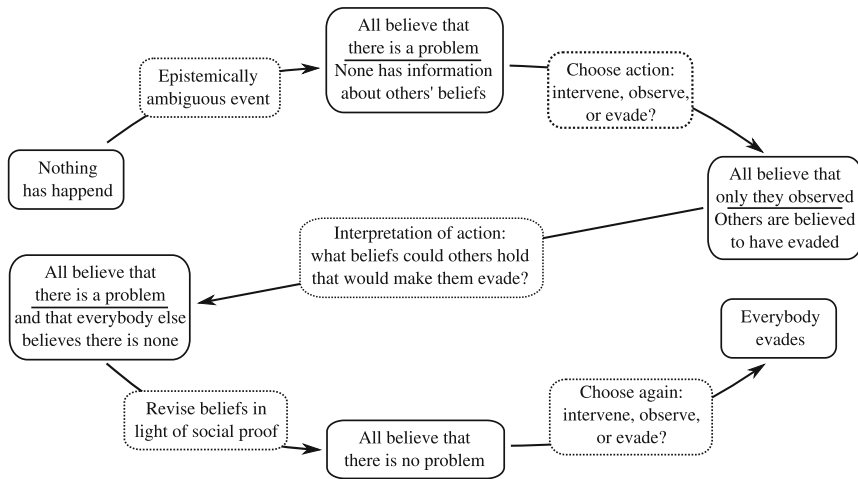 Nothing
has happend
Epistemically
ambiguous event
All believe that
there is a problem
None has information
about others' beliefs
Choose action:
intervene, observe,
or evade?
All believe that
only they observed
Others are believed
to have evaded
Interpretation of action:
what beliefs could others hold
that would make them evade?
All believe that
there is a problem
and that everybody else
believes there is none
Revise beliefs in
light of social proof
All believe that
there is no problem
Choose again:
intervene, observe,
or evade?
Everybody
evades